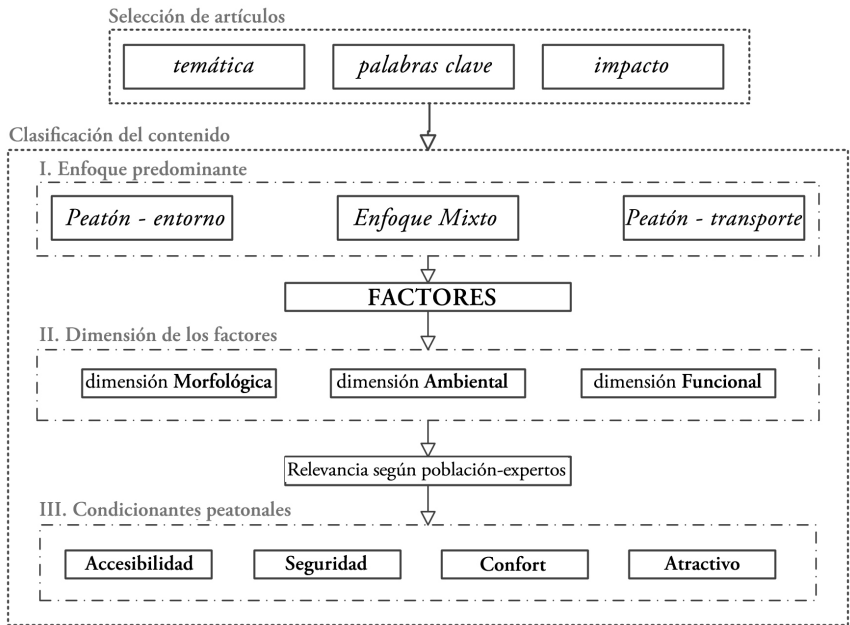 Selección de artículos
temática
palabras clave
impacto
Clasificación del contenido
I. Enfoque predominante
Peatón - entorno
Enfoque Mixto
Peatón - transporte
FACTORES
II. Dimensión de los factores
dimensión Morfológica
dimensión Ambiental
dimensión Funcional
Relevancia según población-expertos
III. Condicionantes peatonales
Accesibilidad
Seguridad
Confort
Atractivo